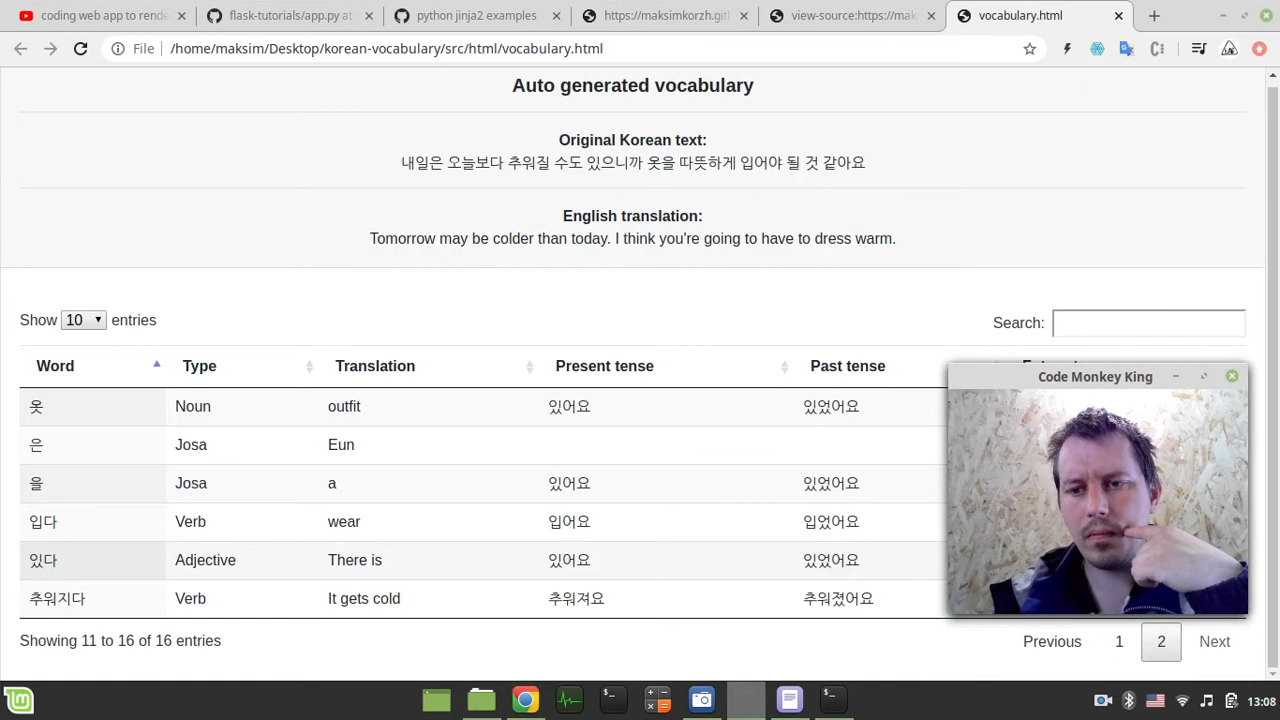 coding web app to rende
flask-tutorials/app.py at
python jinja2 examples
https://maksimkorzh.git
view-source:https://mak
vocabulary.html
File
/home/maksim/Desktop/korean-vocabulary/src/html/vocabulary.html
Auto generated vocabulary
Original Korean text:
내일은 오늘보다 추워질 수도 있으니까 옷을 따뜻하게 입어야 될 것 같아요
English translation:
Tomorrow may be colder than today. I think you're going to have to dress warm.
Show 10 entries
Search:
Word Type Translation Present tense Past tense
옷 Noun outfit 있어요 있었어요
은 Josa Eun
을 Josa a 있어요 있었어요
입다 Verb wear 입어요 입었어요
있다 Adjective There is 있어요 있었어요
추워지다 Verb It gets cold 추워져요 추워졌어요
Code Monkey King
Showing 11 to 16 of 16 entries
Previous 1 2 Next
13:08